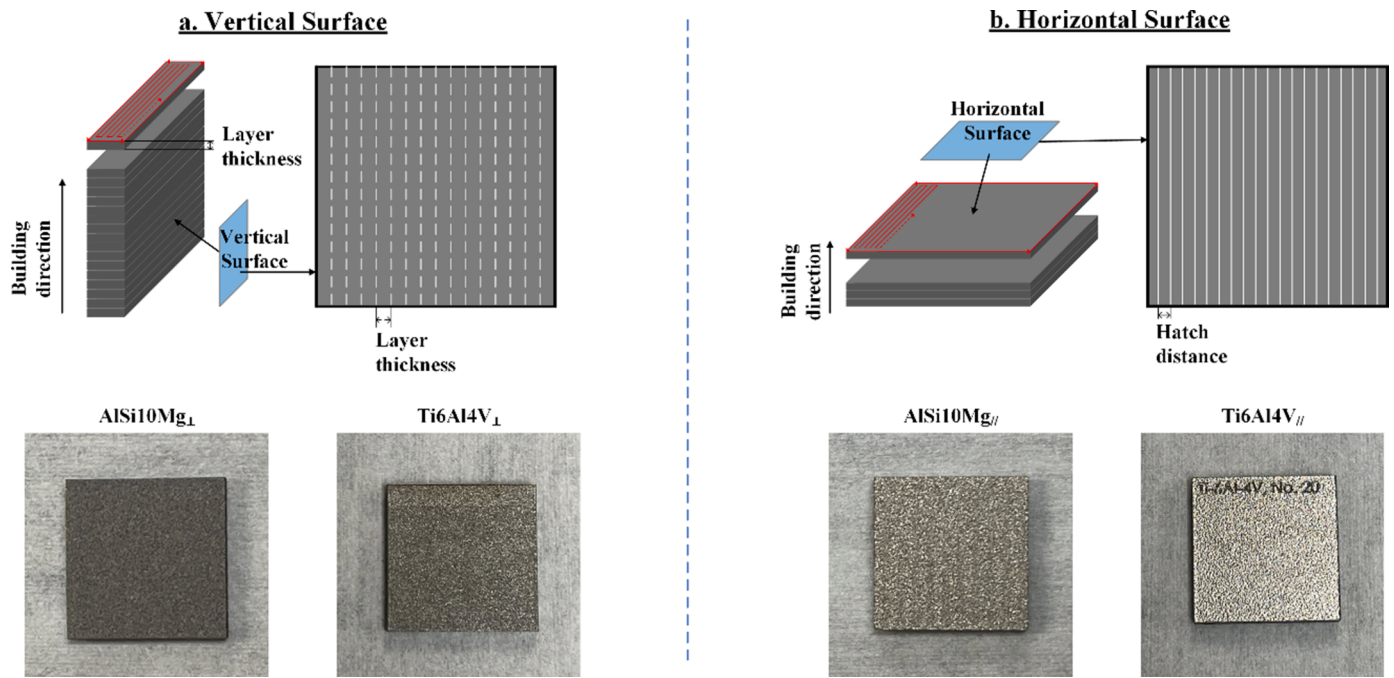 a. Vertical Surface
Layer
thickness
Building
direction
Vertical
Surface
Layer
thickness
AlSi10Mg⊥
Ti6Al4V⊥
b. Horizontal Surface
Horizontal
Surface
Building
direction
Hatch
distance
AlSi10Mg//
Ti6Al4V//
Ti-6Al-4V, No. 20